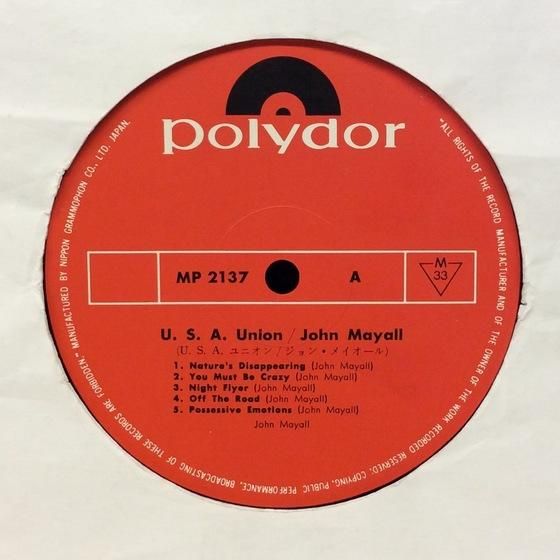 polydor
MP 2137
A
M
33
U. S. A. Union / John Mayall
(U. S. A. ユニオン / ジョン・メイオール)
1. Nature's Disappearing (John Mayall)
2. You Must Be Crazy (John Mayall)
3. Night Flyer (John Mayall)
4. Off The Road (John Mayall)
5. Possessive Emotions (John Mayall)
John Mayall
"ALL RIGHTS OF THE RECORD MANUFACTURER AND OF THE OWNER OF THE WORK RECORDED RESERVED, COPYING, PUBLIC PERFORMANCE, BROADCASTING OF THESE RECORDS ARE FORBIDDEN" MANUFACTURED BY NIPPON GRAMMOPHON CO., LTD. JAPAN.